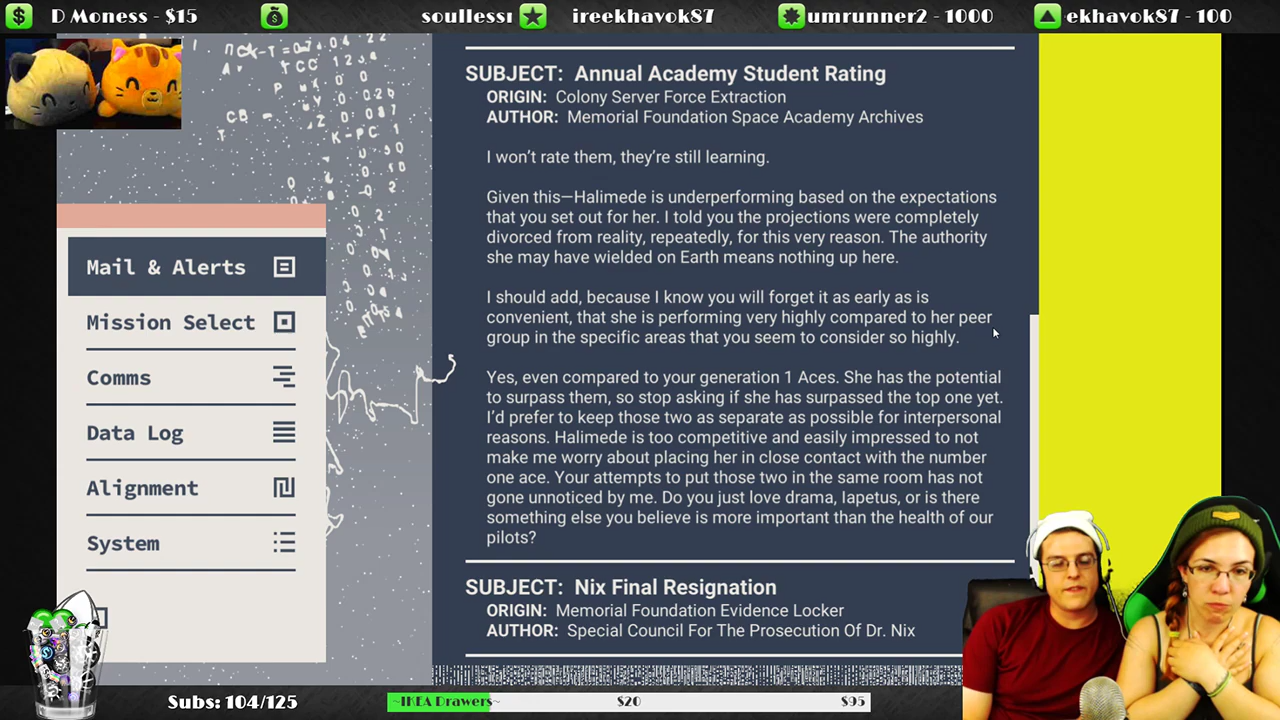 D Moness - $15
soulless1
ireekhavok87
umrunner2 - 1000
ekhavok87 - 100
SUBJECT: Annual Academy Student Rating
ORIGIN: Colony Server Force Extraction
AUTHOR: Memorial Foundation Space Academy Archives
I won't rate them, they're still learning.
Given this—Halimede is underperforming based on the expectations
that you set out for her. I told you the projections were completely
divorced from reality, repeatedly, for this very reason. The authority
she may have wielded on Earth means nothing up here.
I should add, because I know you will forget it as early as is
convenient, that she is performing very highly compared to her peer
group in the specific areas that you seem to consider so highly.
Yes, even compared to your generation 1 Aces. She has the potential
to surpass them, so stop asking if she has surpassed the top one yet.
I'd prefer to keep those two as separate as possible for interpersonal
reasons. Halimede is too competitive and easily impressed to not
make me worry about placing her in close contact with the number
one ace. Your attempts to put those two in the same room has not
gone unnoticed by me. Do you just love drama, Iapetus, or is there
something else you believe is more important than the health of our
pilots?
SUBJECT: Nix Final Resignation
ORIGIN: Memorial Foundation Evidence Locker
AUTHOR: Special Council For The Prosecution Of Dr. Nix
Mail & Alerts
Mission Select
Comms
Data Log
Alignment
System
Subs: 104/125
~IKEA Drawers~
$20
$95